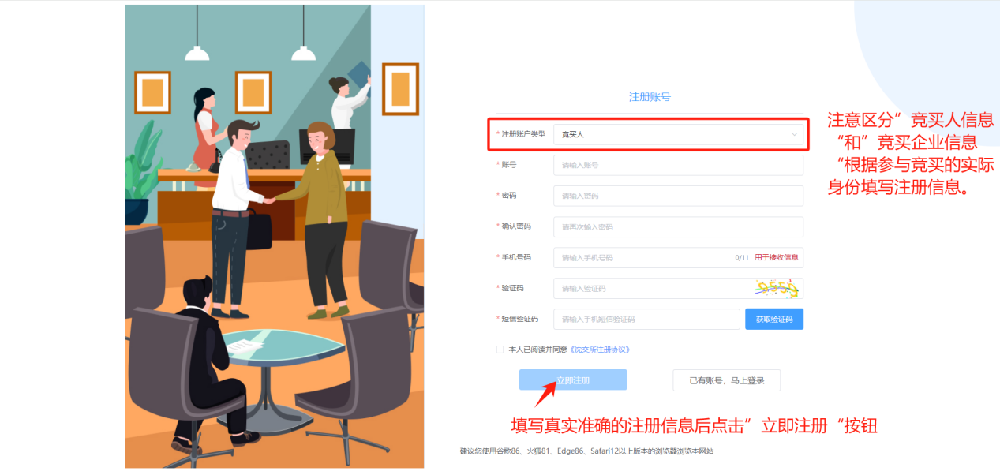 注册账号
* 注册账户类型 竞买人
* 账号 请输入账号
* 密码 请输入密码
* 确认密码 请再次输入密码
* 手机号码 请输入手机号码 0/11 用于接收信息
* 验证码 请输入验证码 9559
* 短信验证码 请输入手机短信验证码 获取验证码
本人已阅读并同意《沈交所注册协议》
立即注册 已有账号，马上登录
注意区分”竞买人信息
“和”竞买企业信息
“根据参与竞买的实际
身份填写注册信息。
填写真实准确的注册信息后点击”立即注册“按钮
建议您使用谷歌86、火狐81、Edge86、Safari12以上版本的浏览器浏览本网站